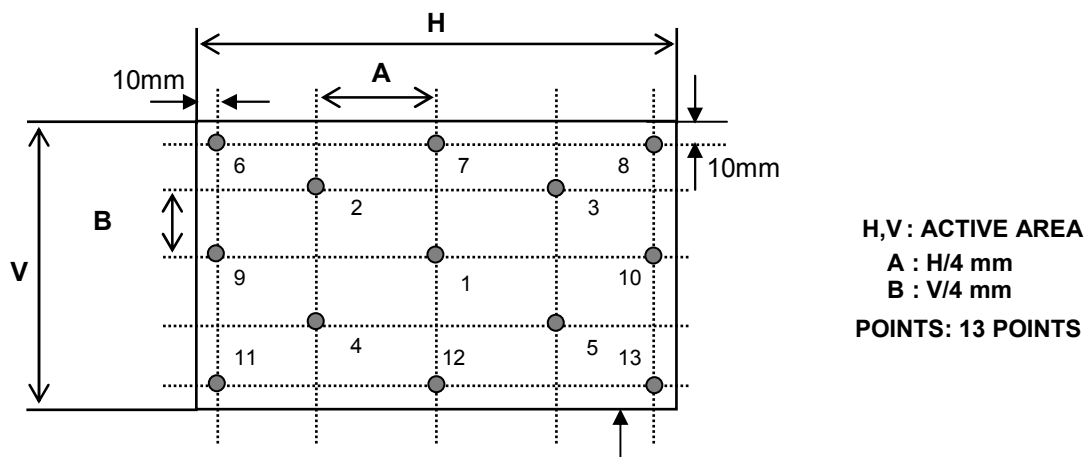 H
10mm
A
6
7
8
10mm
2
3
B
H,V : ACTIVE AREA
V
9
1
10
A : H/4 mm
B : V/4 mm
POINTS: 13 POINTS
4
5
11
12
13